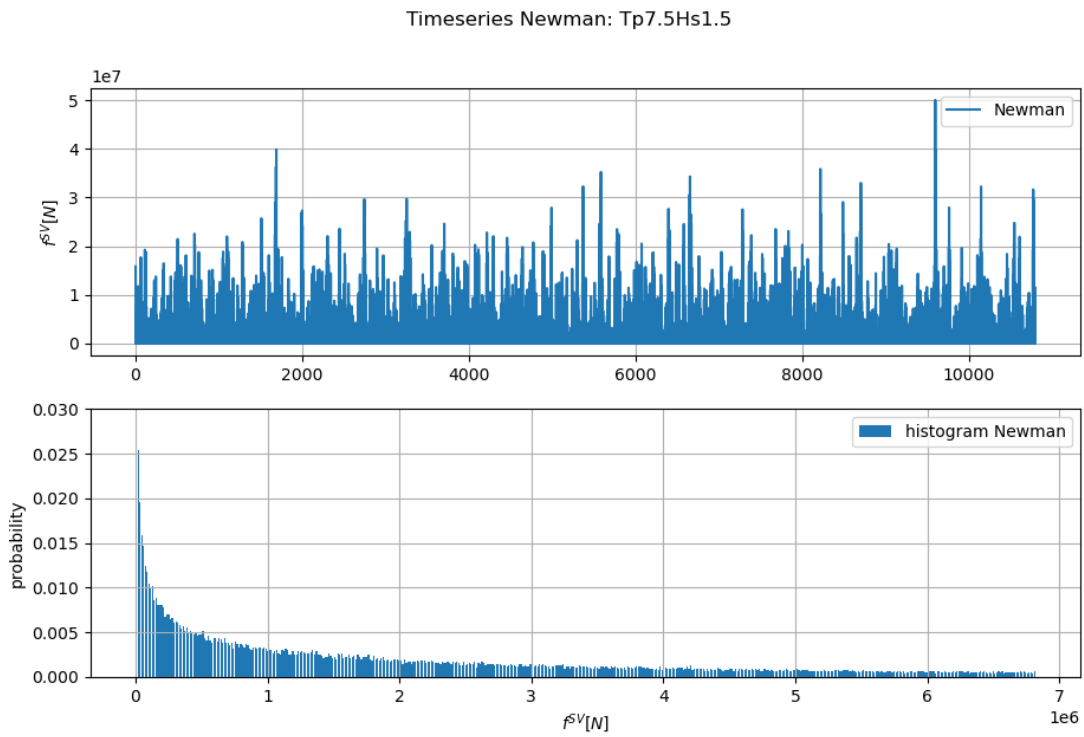 Timeseries Newman: Tp7.5Hs1.5
1e7
5
4
3
2
1
0
f^{SV}[N]
Newman
0 2000 4000 6000 8000 10000
0.030
0.025
0.020
0.015
0.010
0.005
0.000
probability
histogram Newman
0 1 2 3 4 5 6 7
1e6
f^{SV}[N]